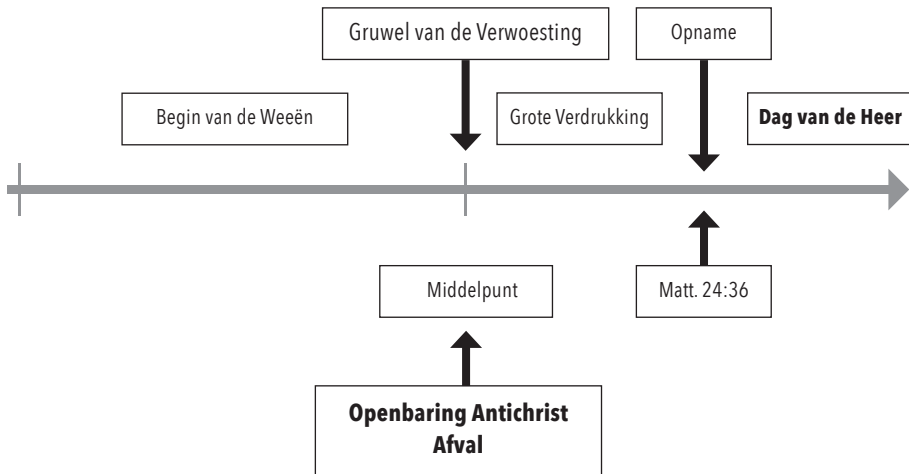 Gruwel van de Verwoesting
Opname
Begin van de Weeën
Grote Verdrukking
Dag van de Heer
Middelpunt
Matt. 24:36
Openbaring Antichrist
Afval